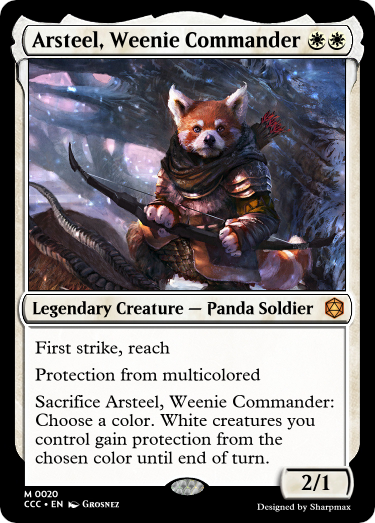 Arsteel, Weenie Commander
Legendary Creature — Panda Soldier
First strike, reach
Protection from multicolored
Sacrifice Arsteel, Weenie Commander:
Choose a color. White creatures you
control gain protection from the
chosen color until end of turn.
2/1
M 0020
CCC • EN Grosnez
Designed by Sharpmax